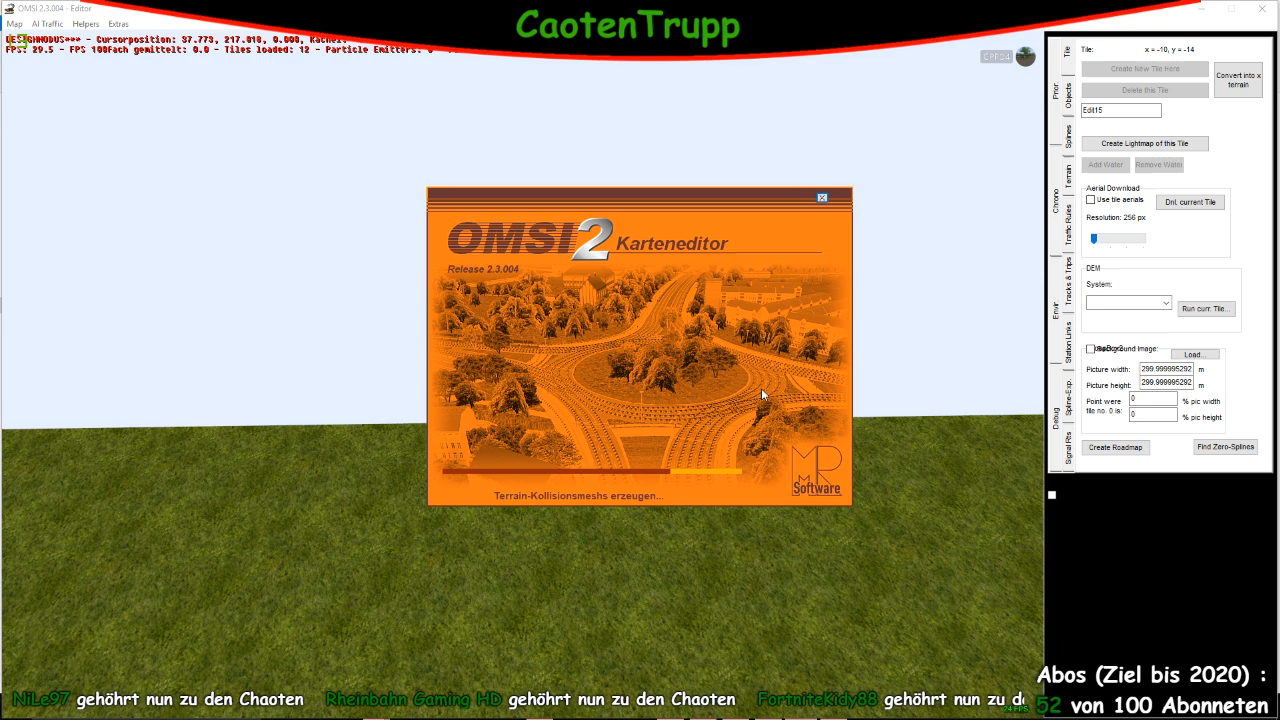 OMSI 2.3.004 - Editor
Map AI Traffic Helpers Extras
CaotenTrupp
FPS: 29.5 - FPS 100Fach gemittelt: 0.0 - Tiles loaded: 12 - Particle Emitters:
CPP24
OMSI 2 Karteneditor
Release 2.3.004
MR Software
Terrain-Kollisionsmeshs erzeugen...
Tile
Objects
Splines
Terrain
Traffic Rules
Tracks & Trips
Station Links
Spline-Exp.
Signal Rts
Prior.
Chrono
Envir
Debug
Tile: x = -10, y = -14
Create New Tile Here
Convert into x terrain
Delete this Tile
Edit15
Create Lightmap of this Tile
Add Water Remove Water
Aerial Download
Use tile aerials Dnl. current Tile
Resolution: 256 px
DEM
System:
Run curr. Tile...
Background image:
Load...
Picture width: 299.999995292 m
Picture height: 299.999995292 m
Point were 0 % pic width
tile no. 0 is: 0 % pic height
Create Roadmap Find Zero-Splines
Abos (Ziel bis 2020) :
52 von 100 Abonneten
NiLe97 gehöhrt nun zu den Chaoten Rheinbahn Gaming HD gehöhrt nun zu den Chaoten FortniteKidy88 gehöhrt nun zu d